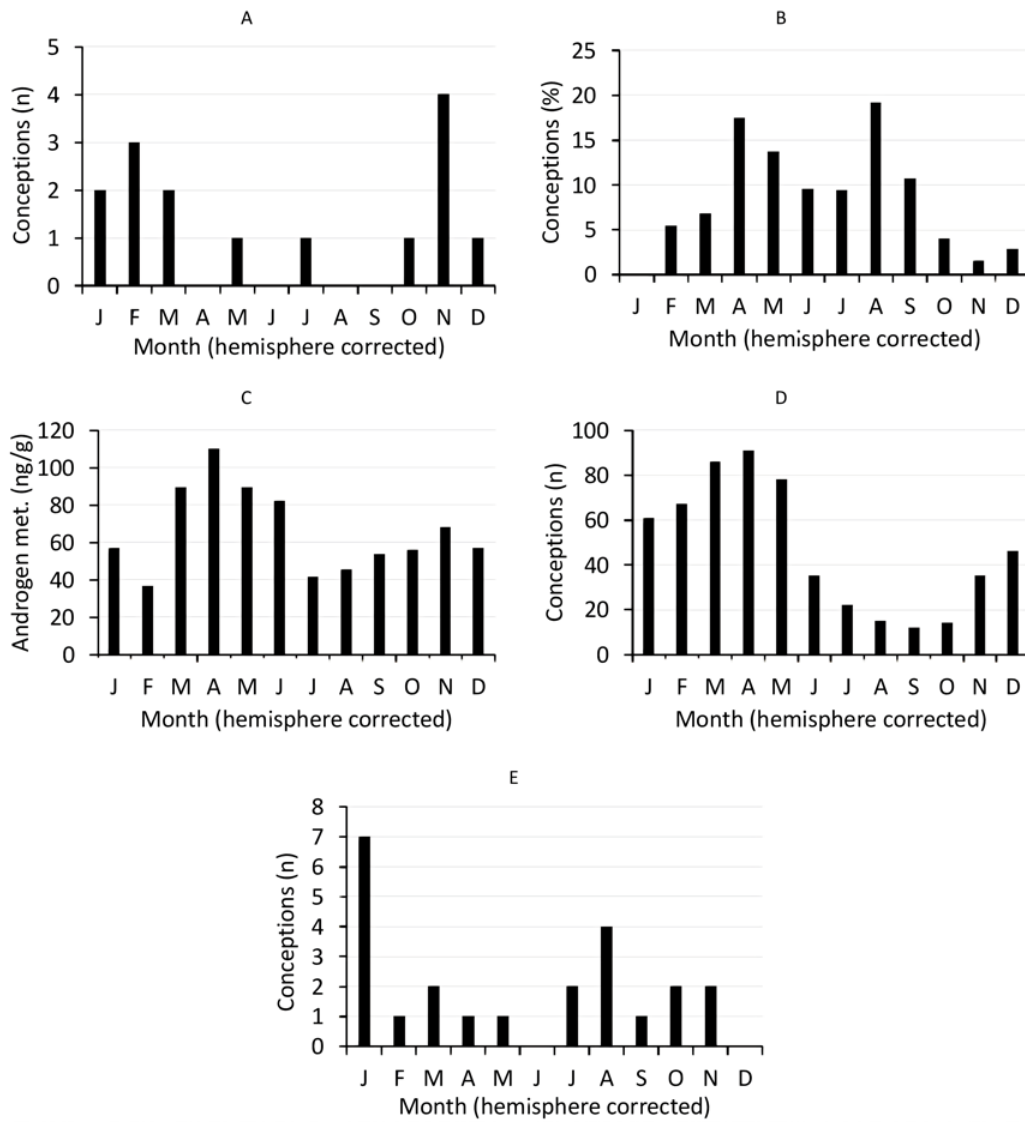 A
Conceptions (n)
5
4
3
2
1
0
J F M A M J J A S O N D
Month (hemisphere corrected)
B
Conceptions (%)
25
20
15
10
5
0
J F M A M J J A S O N D
Month (hemisphere corrected)
C
Androgen met. (ng/g)
120
100
80
60
40
20
0
J F M A M J J A S O N D
Month (hemisphere corrected)
D
Conceptions (n)
100
80
60
40
20
0
J F M A M J J A S O N D
Month (hemisphere corrected)
E
Conceptions (n)
8
7
6
5
4
3
2
1
0
J F M A M J J A S O N D
Month (hemisphere corrected)